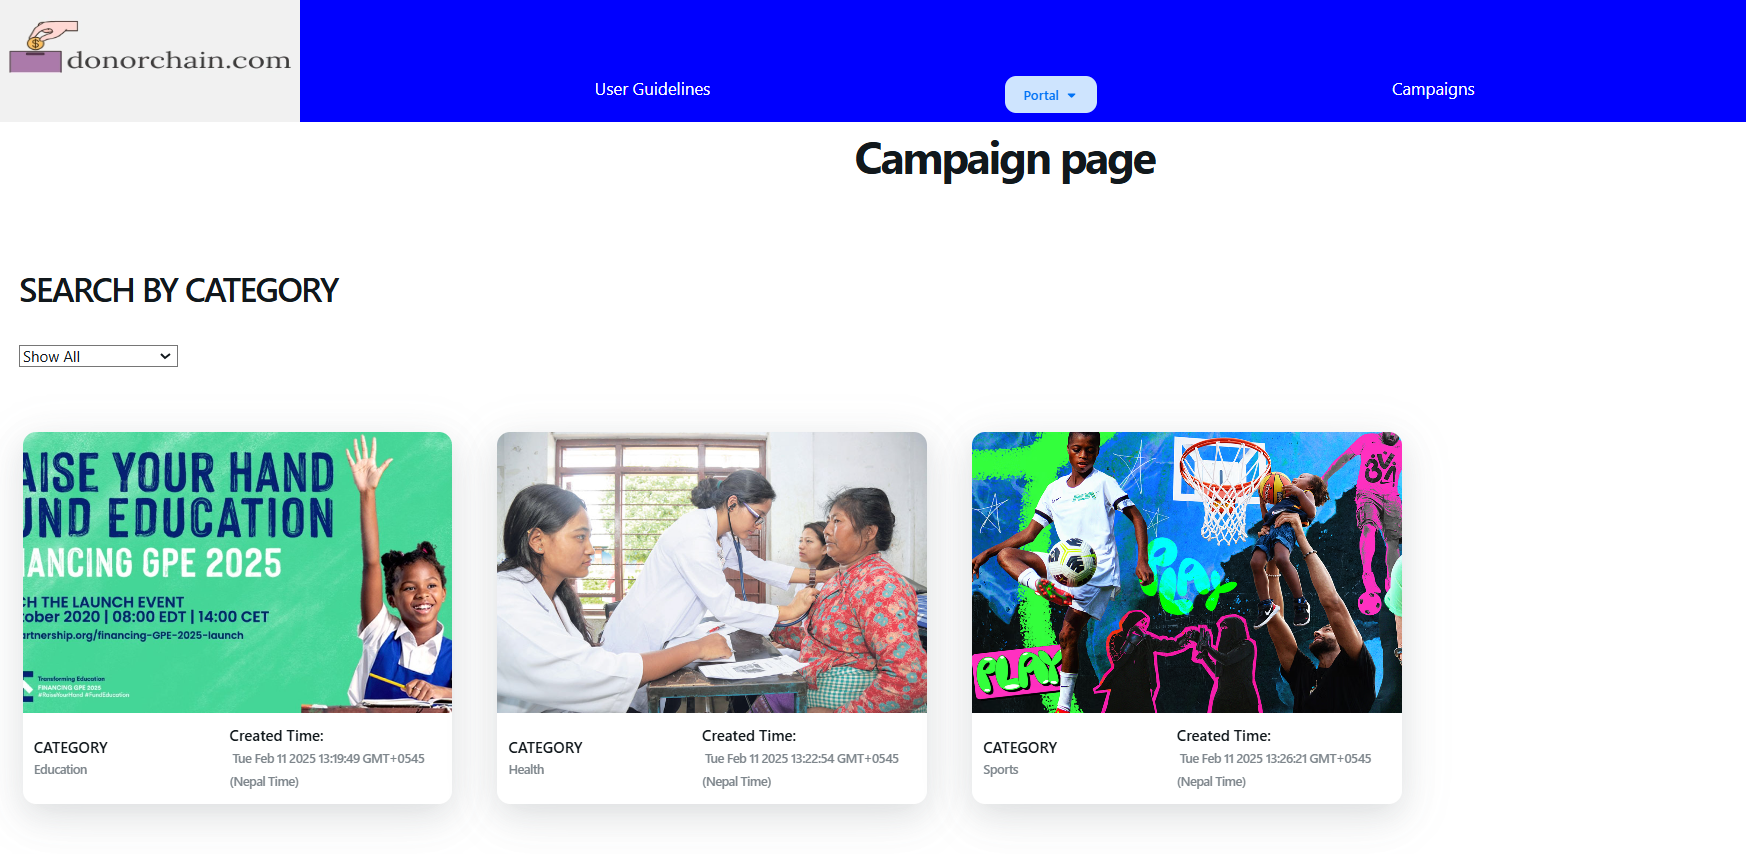 donorchain.com
User Guidelines
Portal
Campaigns
Campaign page
SEARCH BY CATEGORY
Show All
AISE YOUR HAND
UND EDUCATION
IANCING GPE 2025
CH THE LAUNCH EVENT
tober 2020 | 08:00 EDT | 14:00 CET
artnership.org/financing-GPE-2025-launch
Transforming Education
FINANCING GPE 2025
#RaiseYourHand #FundEducation
PLAY
PLAY
CATEGORY
Education
Created Time:
Tue Feb 11 2025 13:19:49 GMT+0545
(Nepal Time)
CATEGORY
Health
Created Time:
Tue Feb 11 2025 13:22:54 GMT+0545
(Nepal Time)
CATEGORY
Sports
Created Time:
Tue Feb 11 2025 13:26:21 GMT+0545
(Nepal Time)